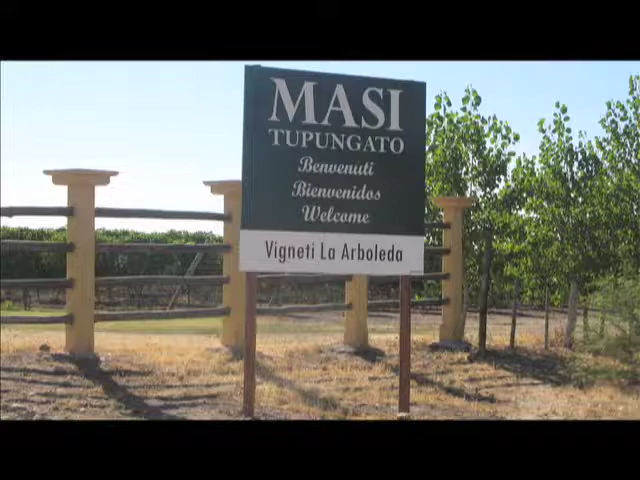 MASI
TUPUNGATO
Benvenuti
Bienvenidos
Welcome
Vigneti La Arboleda